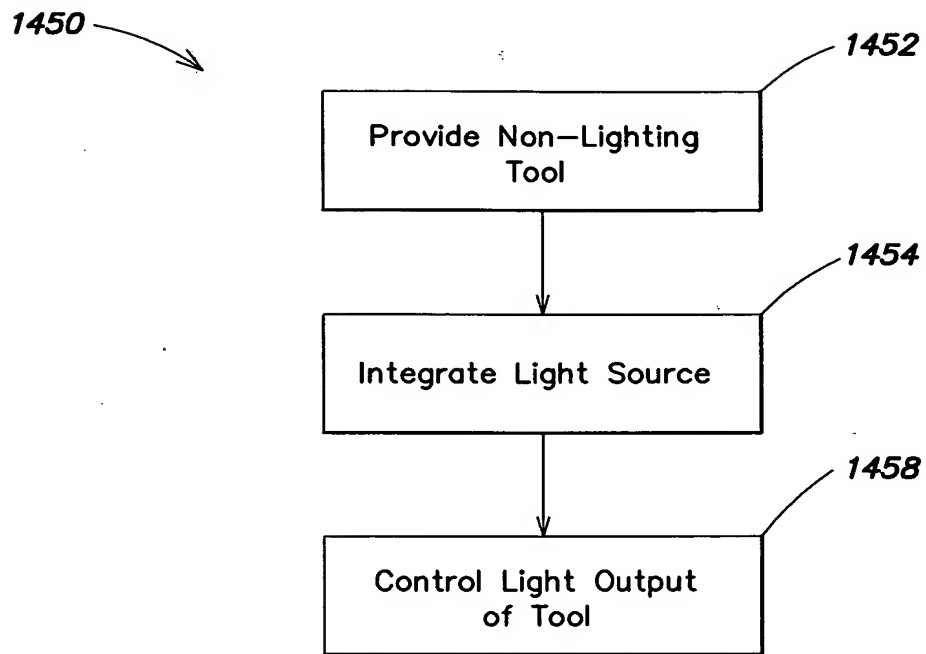 1450
1452
Provide Non-Lighting
Tool
1454
Integrate Light Source
1458
Control Light Output
of Tool